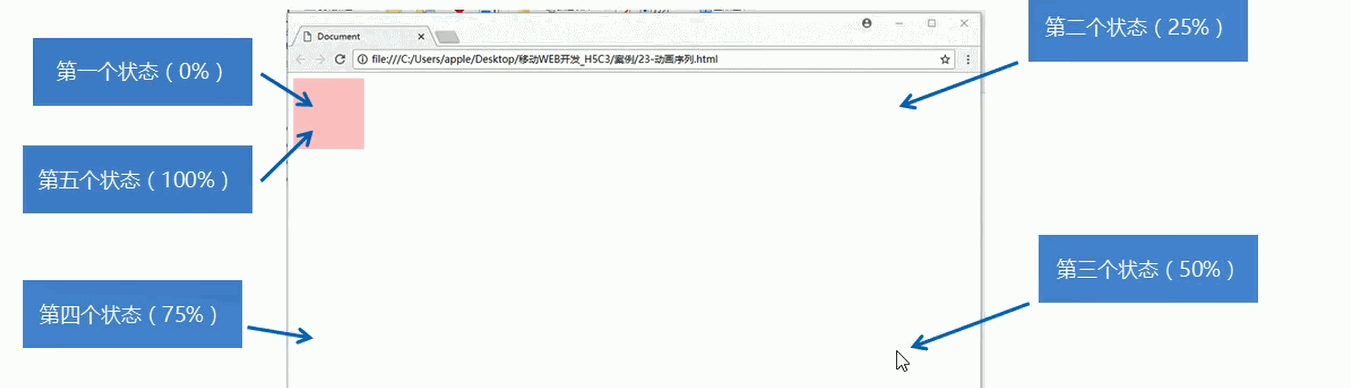 第一个状态（0%）
第五个状态（100%）
第四个状态（75%）
Document
file:///C:/Users/apple/Desktop/移动WEB开发_H5C3/案例/23-动画序列.html
第二个状态（25%）
第三个状态（50%）